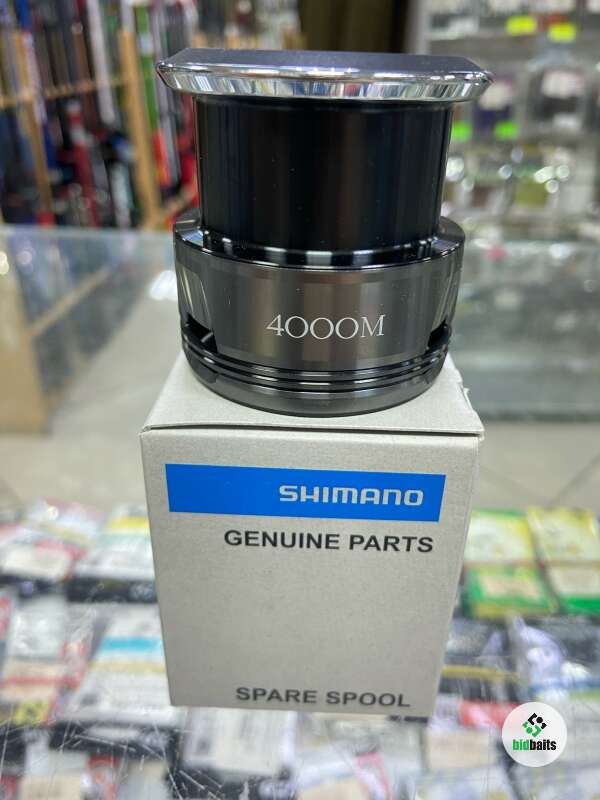 4000M
SHIMANO
GENUINE PARTS
SPARE SPOOL
bidbaits